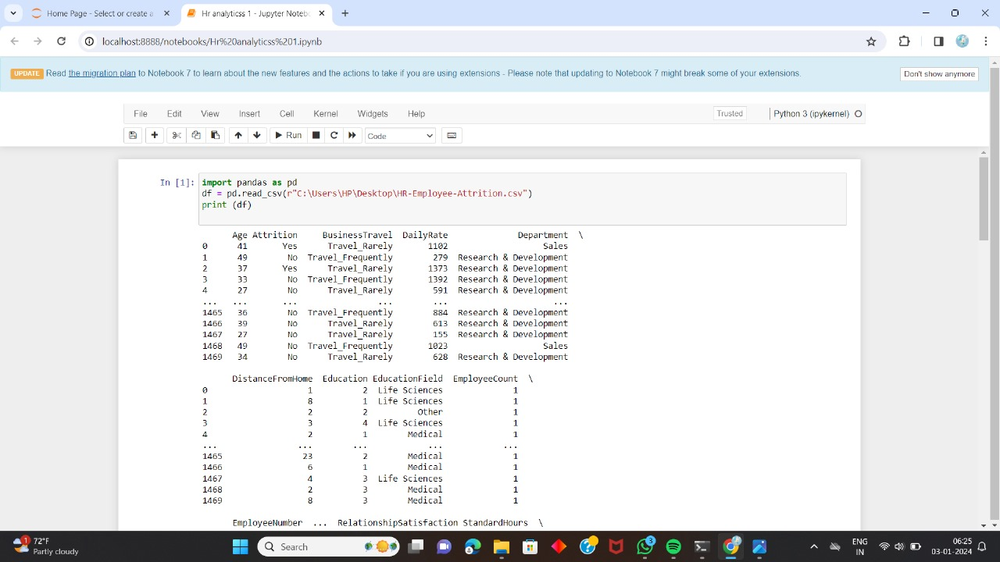 Home Page - Select or create a
Hr analyticss 1 - Jupyter Notebo
localhost:8888/notebooks/Hr%20analyticss%201.ipynb
UPDATE Read the migration plan to Notebook 7 to learn about the new features and the actions to take if you are using extensions - Please note that updating to Notebook 7 might break some of your extensions. Don't show anymore
File Edit View Insert Cell Kernel Widgets Help Trusted Python 3 (ipykernel)
Run Code
In [1]: import pandas as pd
df = pd.read_csv(r"C:\Users\HP\Desktop\HR-Employee-Attrition.csv")
print (df)
Age Attrition BusinessTravel DailyRate Department \
0 41 Yes Travel_Rarely 1102 Sales
1 49 No Travel_Frequently 279 Research & Development
2 37 Yes Travel_Rarely 1373 Research & Development
3 33 No Travel_Frequently 1392 Research & Development
4 27 No Travel_Rarely 591 Research & Development
... ... ... ... ... ...
1465 36 No Travel_Frequently 884 Research & Development
1466 39 No Travel_Rarely 613 Research & Development
1467 27 No Travel_Rarely 155 Research & Development
1468 49 No Travel_Frequently 1023 Sales
1469 34 No Travel_Rarely 628 Research & Development
DistanceFromHome Education EducationField EmployeeCount \
0 1 2 Life Sciences 1
1 8 1 Life Sciences 1
2 2 2 Other 1
3 3 4 Life Sciences 1
4 2 1 Medical 1
... ... ... ... ...
1465 23 2 Medical 1
1466 6 1 Medical 1
1467 4 3 Life Sciences 1
1468 2 3 Medical 1
1469 8 3 Medical 1
EmployeeNumber ... RelationshipSatisfaction StandardHours \
1 72°F
Partly cloudy
Search
3
ENG
IN
06:25
03-01-2024